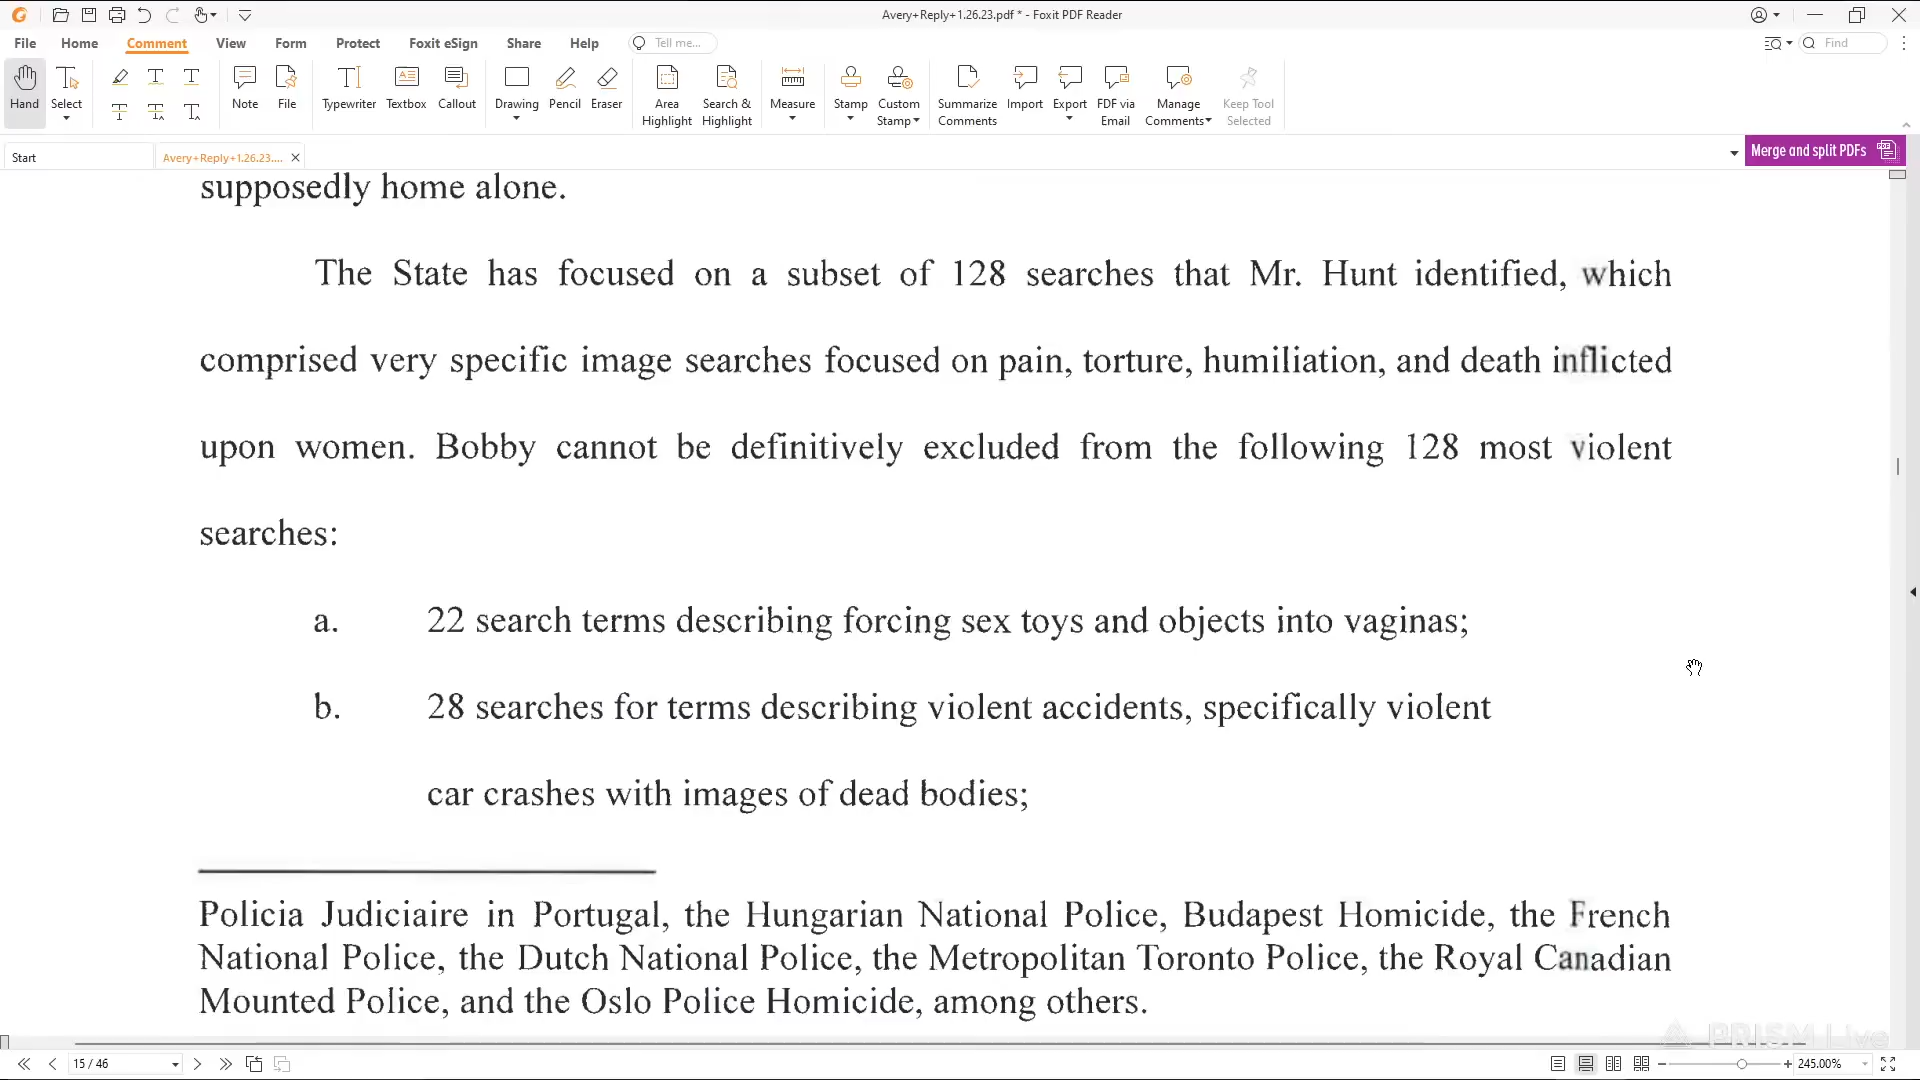 Avery+Reply+1.26.23.pdf * - Foxit PDF Reader
File Home Comment View Form Protect Foxit eSign Share Help Tell me... Find
Hand Select Note File Typewriter Textbox Callout Drawing Pencil Eraser Area Highlight Search & Highlight Measure Stamp Custom Stamp Summarize Comments Import Export FDF via Email Manage Comments Keep Tool Selected
Start Avery+Reply+1.26.23.... Merge and split PDFs
supposedly home alone.
The State has focused on a subset of 128 searches that Mr. Hunt identified, which
comprised very specific image searches focused on pain, torture, humiliation, and death inflicted
upon women. Bobby cannot be definitively excluded from the following 128 most violent
searches:
a. 22 search terms describing forcing sex toys and objects into vaginas;
b. 28 searches for terms describing violent accidents, specifically violent
car crashes with images of dead bodies;
Policia Judiciaire in Portugal, the Hungarian National Police, Budapest Homicide, the French
National Police, the Dutch National Police, the Metropolitan Toronto Police, the Royal Canadian
Mounted Police, and the Oslo Police Homicide, among others.
PRISM Live
15 / 46 245.00%